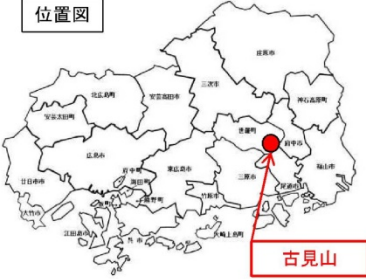 位置図
庄原市
三次市
北広島町
安芸高田市
神石高原町
安芸太田町
世羅町
府中市
広島市
福山市
東広島市
三原市
尾道市
府中町
海田町
廿日市市
熊野町
竹原市
大竹市
江田島市
呉市
大崎上島町
古見山